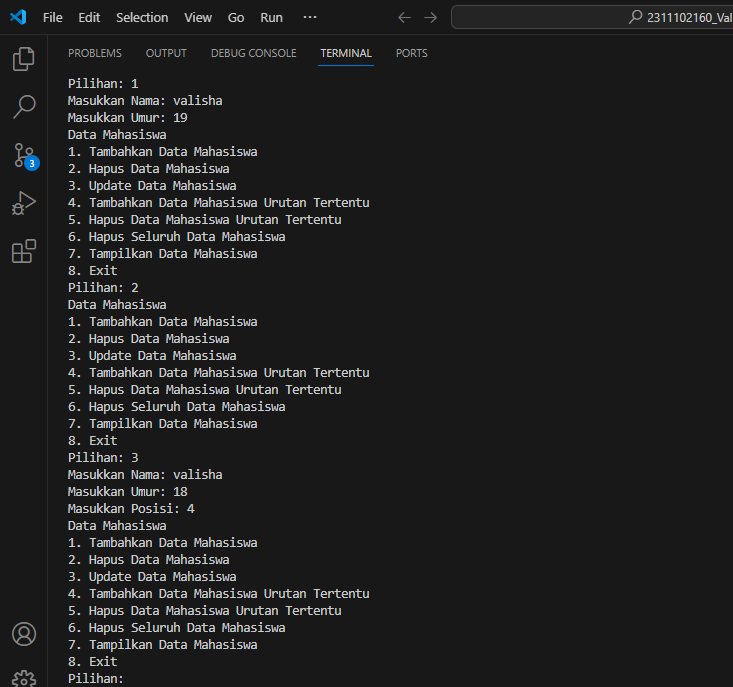 File Edit Selection View Go Run ...
2311102160_Val
PROBLEMS OUTPUT DEBUG CONSOLE TERMINAL PORTS
Pilihan: 1
Masukkan Nama: valisha
Masukkan Umur: 19
Data Mahasiswa
1. Tambahkan Data Mahasiswa
2. Hapus Data Mahasiswa
3. Update Data Mahasiswa
4. Tambahkan Data Mahasiswa Urutan Tertentu
5. Hapus Data Mahasiswa Urutan Tertentu
6. Hapus Seluruh Data Mahasiswa
7. Tampilkan Data Mahasiswa
8. Exit
Pilihan: 2
Data Mahasiswa
1. Tambahkan Data Mahasiswa
2. Hapus Data Mahasiswa
3. Update Data Mahasiswa
4. Tambahkan Data Mahasiswa Urutan Tertentu
5. Hapus Data Mahasiswa Urutan Tertentu
6. Hapus Seluruh Data Mahasiswa
7. Tampilkan Data Mahasiswa
8. Exit
Pilihan: 3
Masukkan Nama: valisha
Masukkan Umur: 18
Masukkan Posisi: 4
Data Mahasiswa
1. Tambahkan Data Mahasiswa
2. Hapus Data Mahasiswa
3. Update Data Mahasiswa
4. Tambahkan Data Mahasiswa Urutan Tertentu
5. Hapus Data Mahasiswa Urutan Tertentu
6. Hapus Seluruh Data Mahasiswa
7. Tampilkan Data Mahasiswa
8. Exit
Pilihan:
3